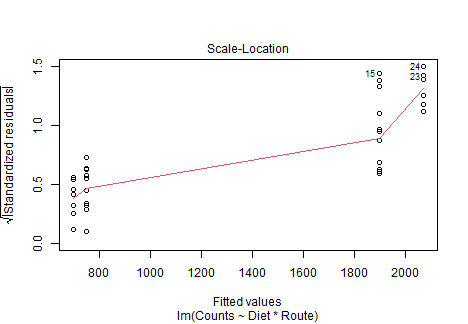 Scale-Location
√|Standardized residuals|
1.5
1.0
0.5
0.0
15
24
23
800 1000 1200 1400 1600 1800 2000
Fitted values
lm(Counts ~ Diet * Route)